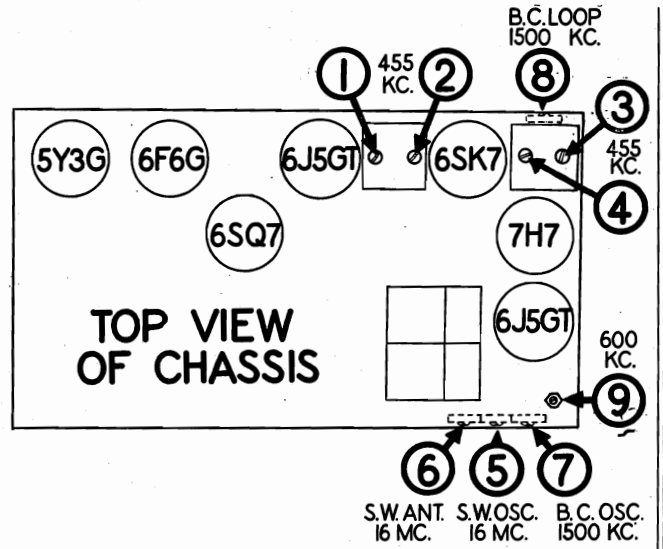 B.C. LOOP
1500 KC.
1 455 KC. 2
8
3
455 KC.
4
5Y3G 6F6G 6J5GT 6SK7
6SQ7 7H7
6J5GT
TOP VIEW
OF CHASSIS
600 KC.
9
6 5 7
S.W. ANT. S.W. OSC. B.C. OSC.
16 MC. 16 MC. 1500 KC.